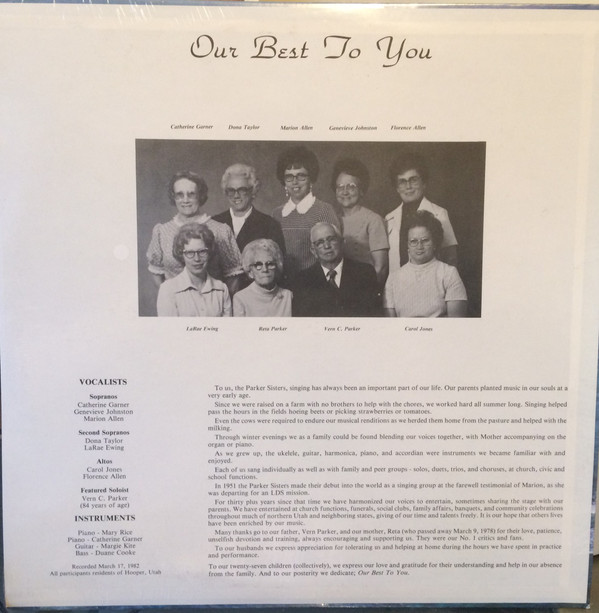 Our Best To You
Catherine Garner Dona Taylor Marion Allen Genevieve Johnston Florence Allen
LaRae Ewing Reta Parker Vern C. Parker Carol Jones
VOCALISTS
Sopranos
Catherine Garner
Genevieve Johnston
Marion Allen
Second Sopranos
Dona Taylor
LaRae Ewing
Altos
Carol Jones
Florence Allen
Featured Soloist
Vern C. Parker
(84 years of age)
INSTRUMENTS
Piano - Mary Rice
Piano - Catherine Garner
Guitar - Margie Kite
Bass - Duane Cooke
Recorded March 17, 1982
All participants residents of Hooper, Utah
To us, the Parker Sisters, singing has always been an important part of our life. Our parents planted music in our souls at a
very early age.
Since we were raised on a farm with no brothers to help with the chores, we worked hard all summer long. Singing helped
pass the hours in the fields hoeing beets or picking strawberries or tomatoes.
Even the cows were required to endure our musical renditions as we herded them home from the pasture and helped with the
milking.
Through winter evenings we as a family could be found blending our voices together, with Mother accompanying on the
organ or piano.
As we grew up, the ukelele, guitar, harmonica, piano, and accordian were instruments we became familiar with and
enjoyed.
Each of us sang individually as well as with family and peer groups - solos, duets, trios, and choruses, at church, civic and
school functions.
In 1951 the Parker Sisters made their debut into the world as a singing group at the farewell testimonial of Marion, as she
was departing for an LDS mission.
For thirty plus years since that time we have harmonized our voices to entertain, sometimes sharing the stage with our
parents. We have entertained at church functions, funerals, social clubs, family affairs, banquets, and community celebrations
throughout much of northern Utah and neighboring states, giving of our time and talents freely. It is our hope that others lives
have been enriched by our music.
Many thanks go to our father, Vern Parker, and our mother, Reta (who passed away March 9, 1978) for their love, patience,
unselfish devotion and training, always encouraging and supporting us. They were our No. 1 critics and fans.
To our husbands we express appreciation for tolerating us and helping at home during the hours we have spent in practice
and performance.
To our twenty-seven children (collectively), we express our love and gratitude for their understanding and help in our absence
from the family. And to our posterity we dedicate; Our Best To You.